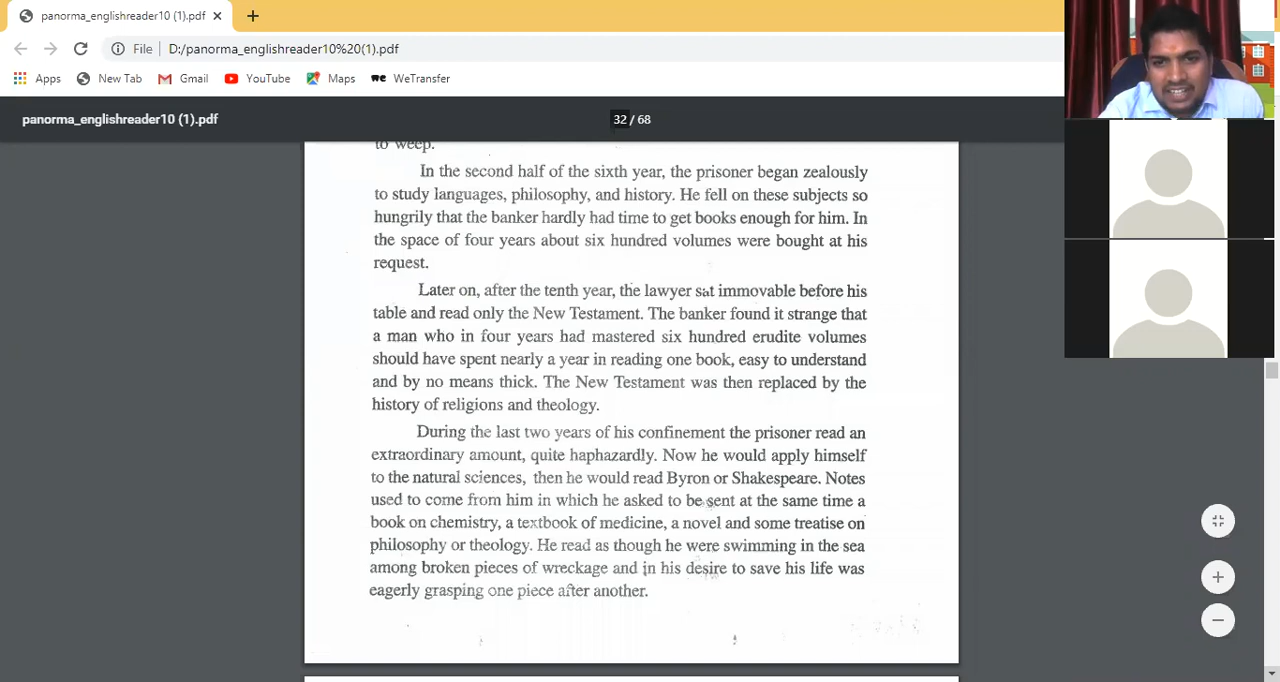 panorma_englishreader10 (1).pdf
File
D:/panorma_englishreader10%20(1).pdf
Apps
New Tab
Gmail
YouTube
Maps
we
WeTransfer
panorma_englishreader10 (1).pdf
32 / 68
to weep.
In the second half of the sixth year, the prisoner began zealously
to study languages, philosophy, and history. He fell on these subjects so
hungrily that the banker hardly had time to get books enough for him. In
the space of four years about six hundred volumes were bought at his
request.
Later on, after the tenth year, the lawyer sat immovable before his
table and read only the New Testament. The banker found it strange that
a man who in four years had mastered six hundred erudite volumes
should have spent nearly a year in reading one book, easy to understand
and by no means thick. The New Testament was then replaced by the
history of religions and theology.
During the last two years of his confinement the prisoner read an
extraordinary amount, quite haphazardly. Now he would apply himself
to the natural sciences, then he would read Byron or Shakespeare. Notes
used to come from him in which he asked to be sent at the same time a
book on chemistry, a textbook of medicine, a novel and some treatise on
philosophy or theology. He read as though he were swimming in the sea
among broken pieces of wreckage and in his desire to save his life was
eagerly grasping one piece after another.